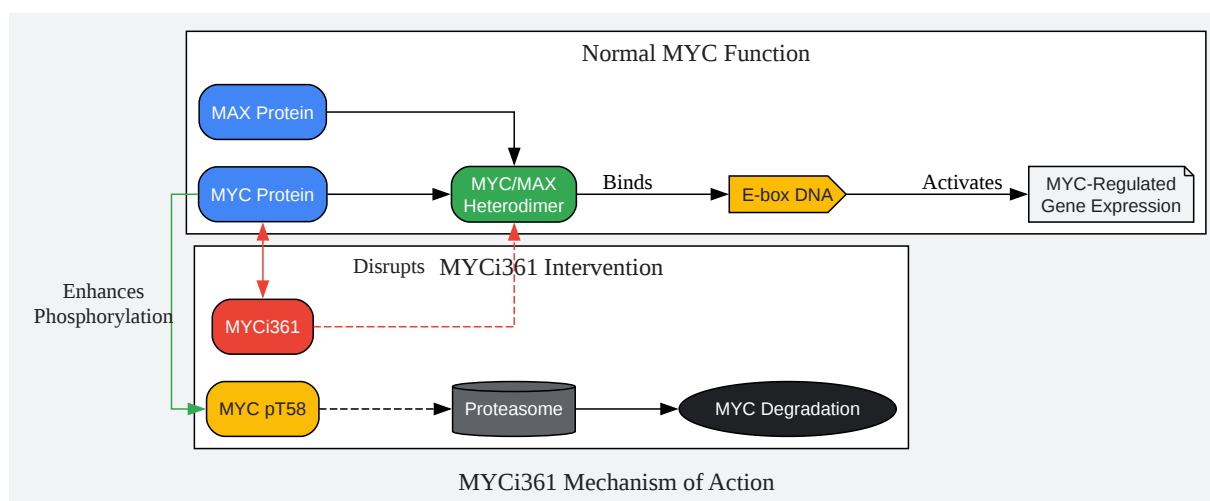 Normal MYC Function
MAX Protein
MYC Protein
MYC/MAX
Heterodimer
Binds
E-box DNA
Activates
MYC-Regulated
Gene Expression
Disrupts
MYCi361 Intervention
Enhances
Phosphorylation
MYCi361
MYC pT58
Proteasome
MYC Degradation
MYCi361 Mechanism of Action